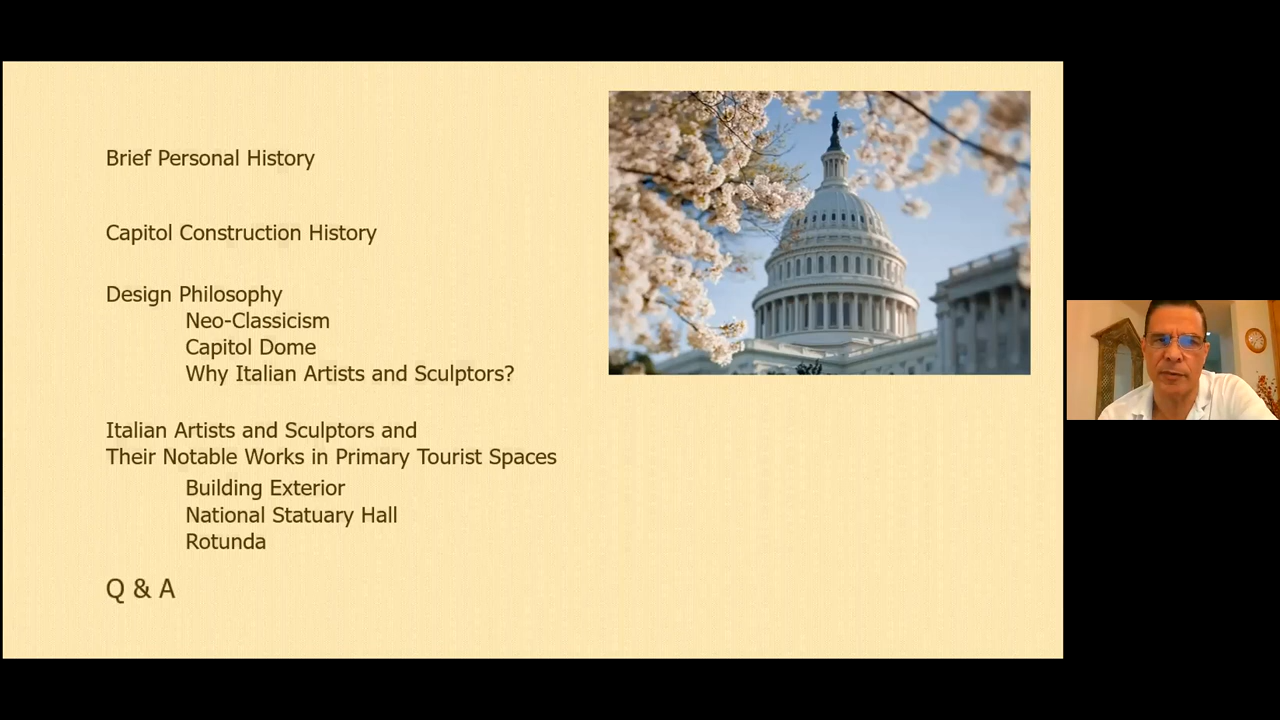 Brief Personal History
Capitol Construction History
Design Philosophy
Neo-Classicism
Capitol Dome
Why Italian Artists and Sculptors?
Italian Artists and Sculptors and
Their Notable Works in Primary Tourist Spaces
Building Exterior
National Statuary Hall
Rotunda
Q & A